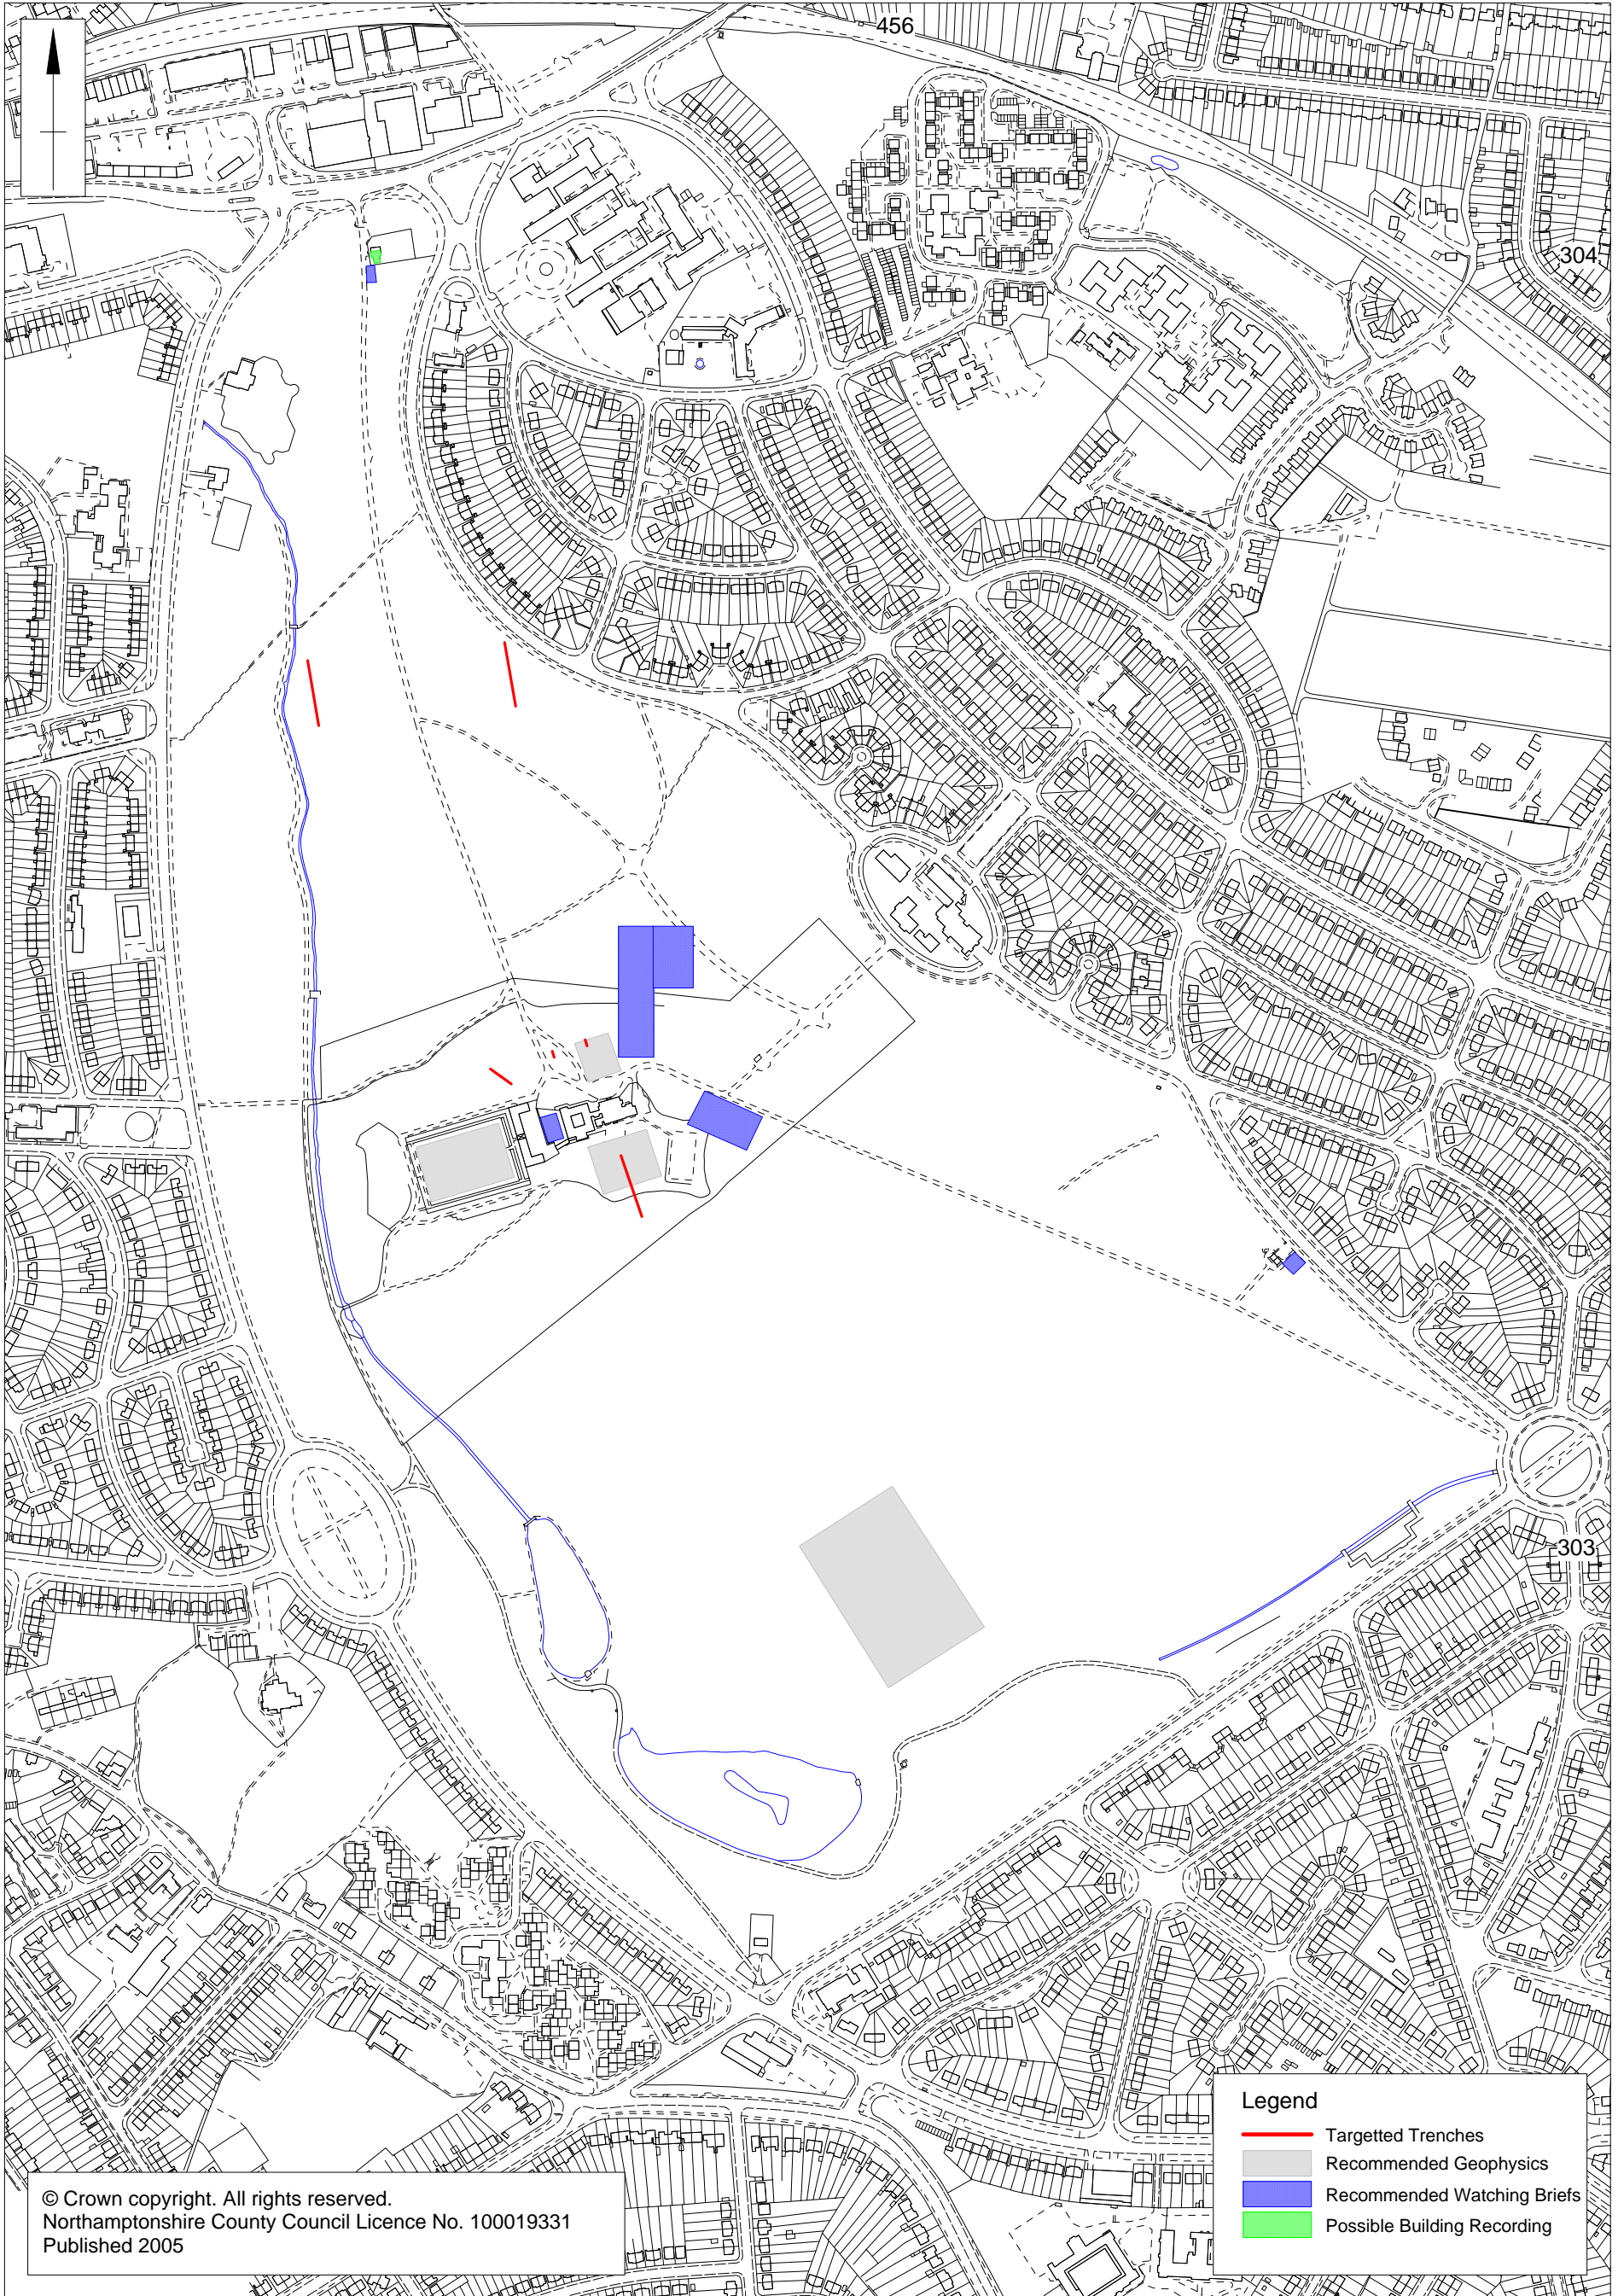 456
304
303
Legend
Targetted Trenches
Recommended Geophysics
Recommended Watching Briefs
Possible Building Recording
© Crown copyright. All rights reserved.
Northamptonshire County Council Licence No. 100019331
Published 2005